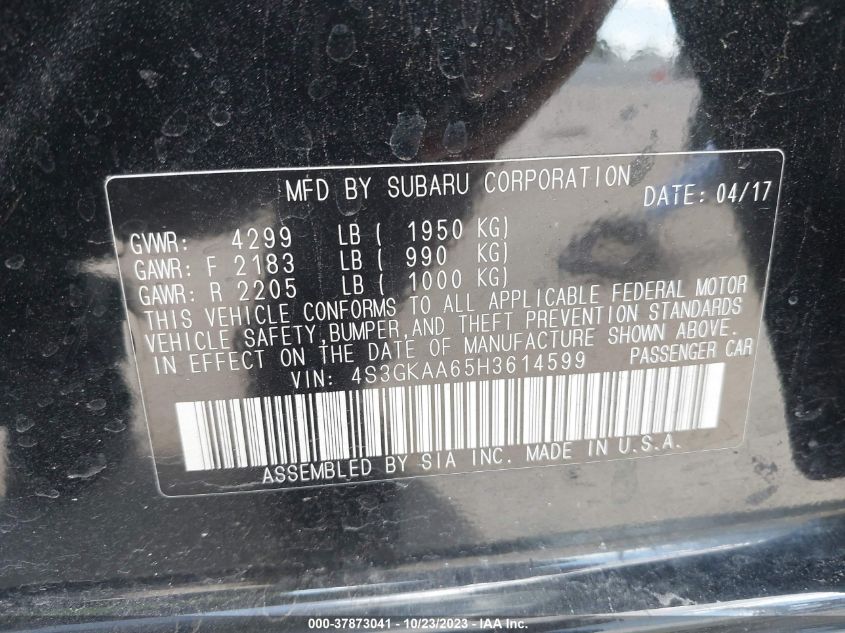 MFD BY SUBARU CORPORATION DATE: 04/17
GVWR: 4299 LB ( 1950 KG)
GAWR: F 2183 LB ( 990 KG)
GAWR: R 2205 LB ( 1000 KG)
THIS VEHICLE CONFORMS TO ALL APPLICABLE FEDERAL MOTOR
VEHICLE SAFETY,BUMPER,AND THEFT PREVENTION STANDARDS
IN EFFECT ON THE DATE OF MANUFACTURE SHOWN ABOVE.
VIN: 4S3GKAA65H3614599 PASSENGER CAR
ASSEMBLED BY SIA INC. MADE IN U.S.A.
000-37873041 - 10/23/2023 - IAA Inc.